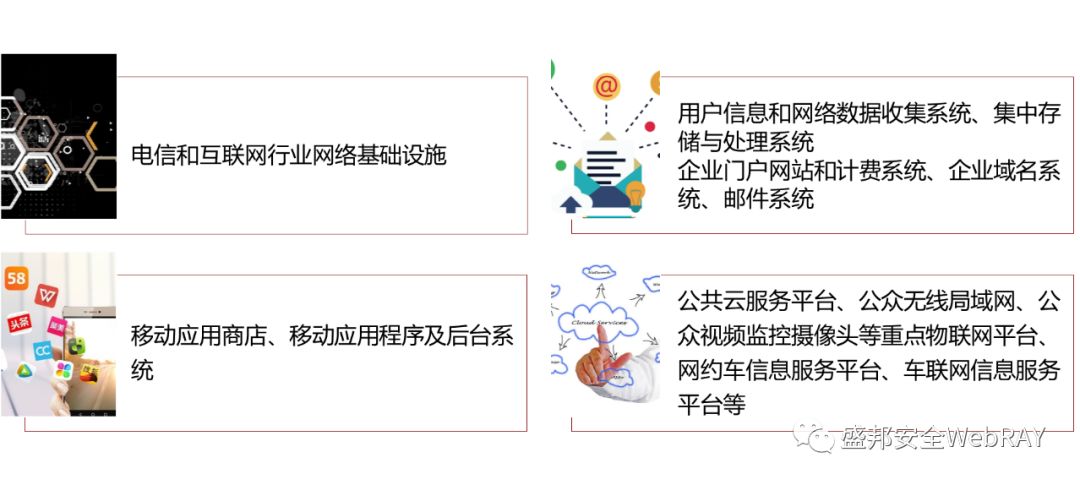 电信和互联网行业网络基础设施
@
用户信息和网络数据收集系统、集中存
储与处理系统
企业门户网站和计费系统、企业域名系
统、邮件系统
58
W
头条
美美
CC
移动应用商店、移动应用程序及后台系
统
Network
Cloud Services
公共云服务平台、公众无线局域网、公
众视频监控摄像头等重点物联网平台、
网约车信息服务平台、车联网信息服务
平台等
盛邦安全WebRAY